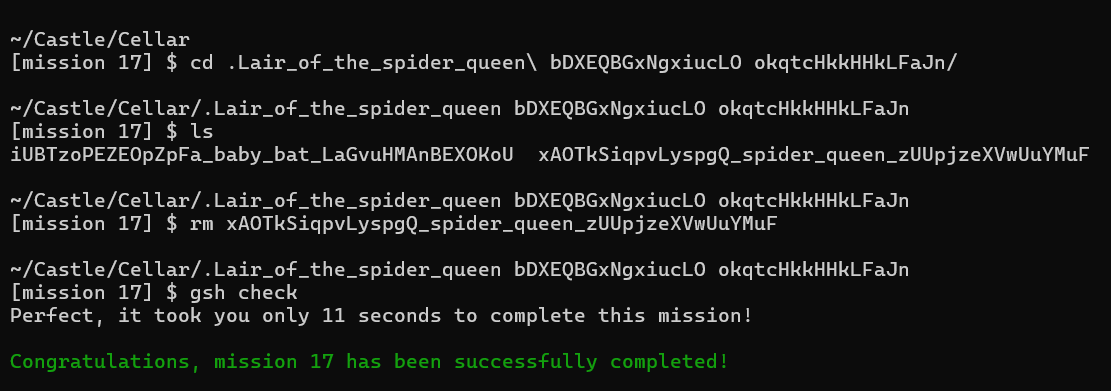 ~/Castle/Cellar
[mission 17] $ cd .Lair_of_the_spider_queen\ bDXEQBGxNgxiucLO okqtcHkkHHkLFaJn/
~/Castle/Cellar/.Lair_of_the_spider_queen bDXEQBGxNgxiucLO okqtcHkkHHkLFaJn
[mission 17] $ ls
iUBTzoPEZEOpZpFa_baby_bat_LaGvuHMAnBEXOKoU  xAOTkSiqpvLyspgQ_spider_queen_zUUpjzeXVwUuYMuF
~/Castle/Cellar/.Lair_of_the_spider_queen bDXEQBGxNgxiucLO okqtcHkkHHkLFaJn
[mission 17] $ rm xAOTkSiqpvLyspgQ_spider_queen_zUUpjzeXVwUuYMuF
~/Castle/Cellar/.Lair_of_the_spider_queen bDXEQBGxNgxiucLO okqtcHkkHHkLFaJn
[mission 17] $ gsh check
Perfect, it took you only 11 seconds to complete this mission!
Congratulations, mission 17 has been successfully completed!